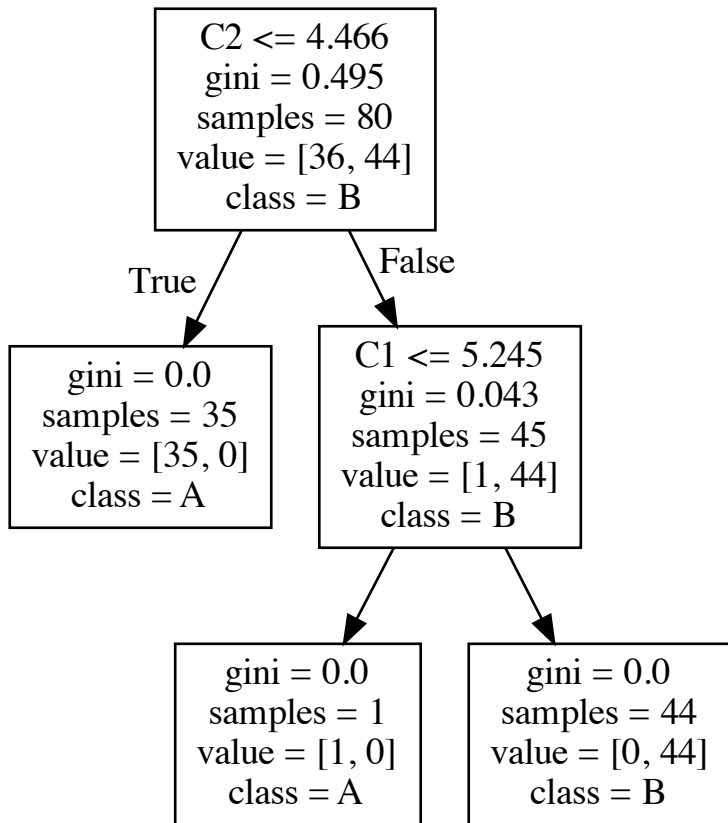 C2 <= 4.466
gini = 0.495
samples = 80
value = [36, 44]
class = B
True
False
gini = 0.0
samples = 35
value = [35, 0]
class = A
C1 <= 5.245
gini = 0.043
samples = 45
value = [1, 44]
class = B
gini = 0.0
samples = 1
value = [1, 0]
class = A
gini = 0.0
samples = 44
value = [0, 44]
class = B